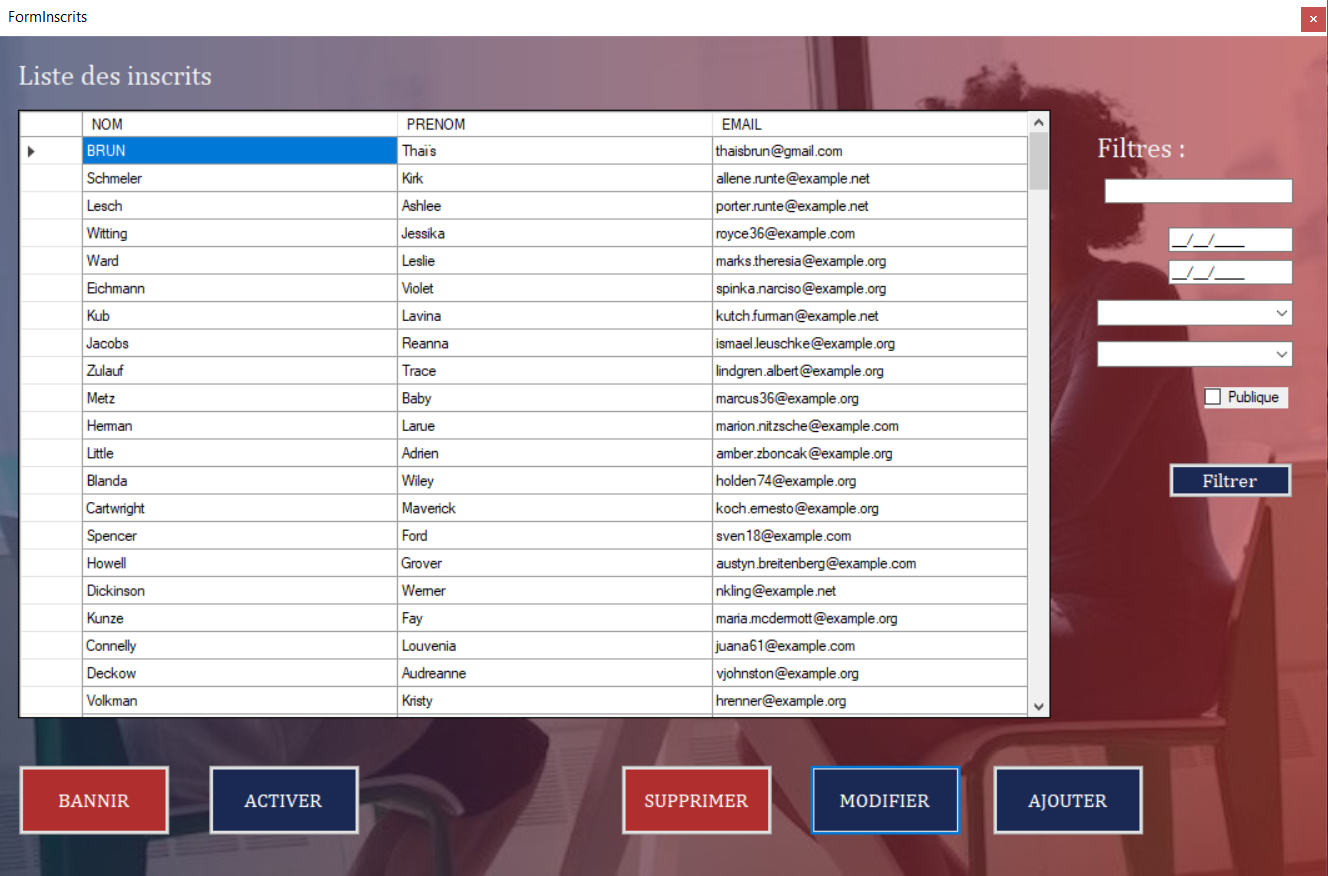 FormInscrits
Liste des inscrits
NOM PRENOM EMAIL
BRUN Thaïs thaisbrun@gmail.com
Schmeler Kirk allene.runte@example.net
Lesch Ashlee porter.runte@example.net
Witting Jessika royce36@example.com
Ward Leslie marks.theresia@example.org
Eichmann Violet spinka.narciso@example.org
Kub Lavina kutch.furman@example.net
Jacobs Reanna ismael.leuschke@example.org
Zulauf Trace lindgren.albert@example.org
Metz Baby marcus36@example.org
Herman Larue marion.nitzsche@example.com
Little Adrien amber.zboncak@example.org
Blanda Wiley holden74@example.org
Cartwright Maverick koch.ernesto@example.org
Spencer Ford sven18@example.com
Howell Grover austyn.breitenberg@example.com
Dickinson Werner nkling@example.net
Kunze Fay maria.mcdermott@example.org
Connelly Louvenia juana61@example.com
Deckow Audreanne vjohnston@example.org
Volkman Kristy hrenner@example.org
Filtres :
__/__/____
__/__/____
Publique
Filtrer
BANNIR ACTIVER SUPPRIMER MODIFIER AJOUTER